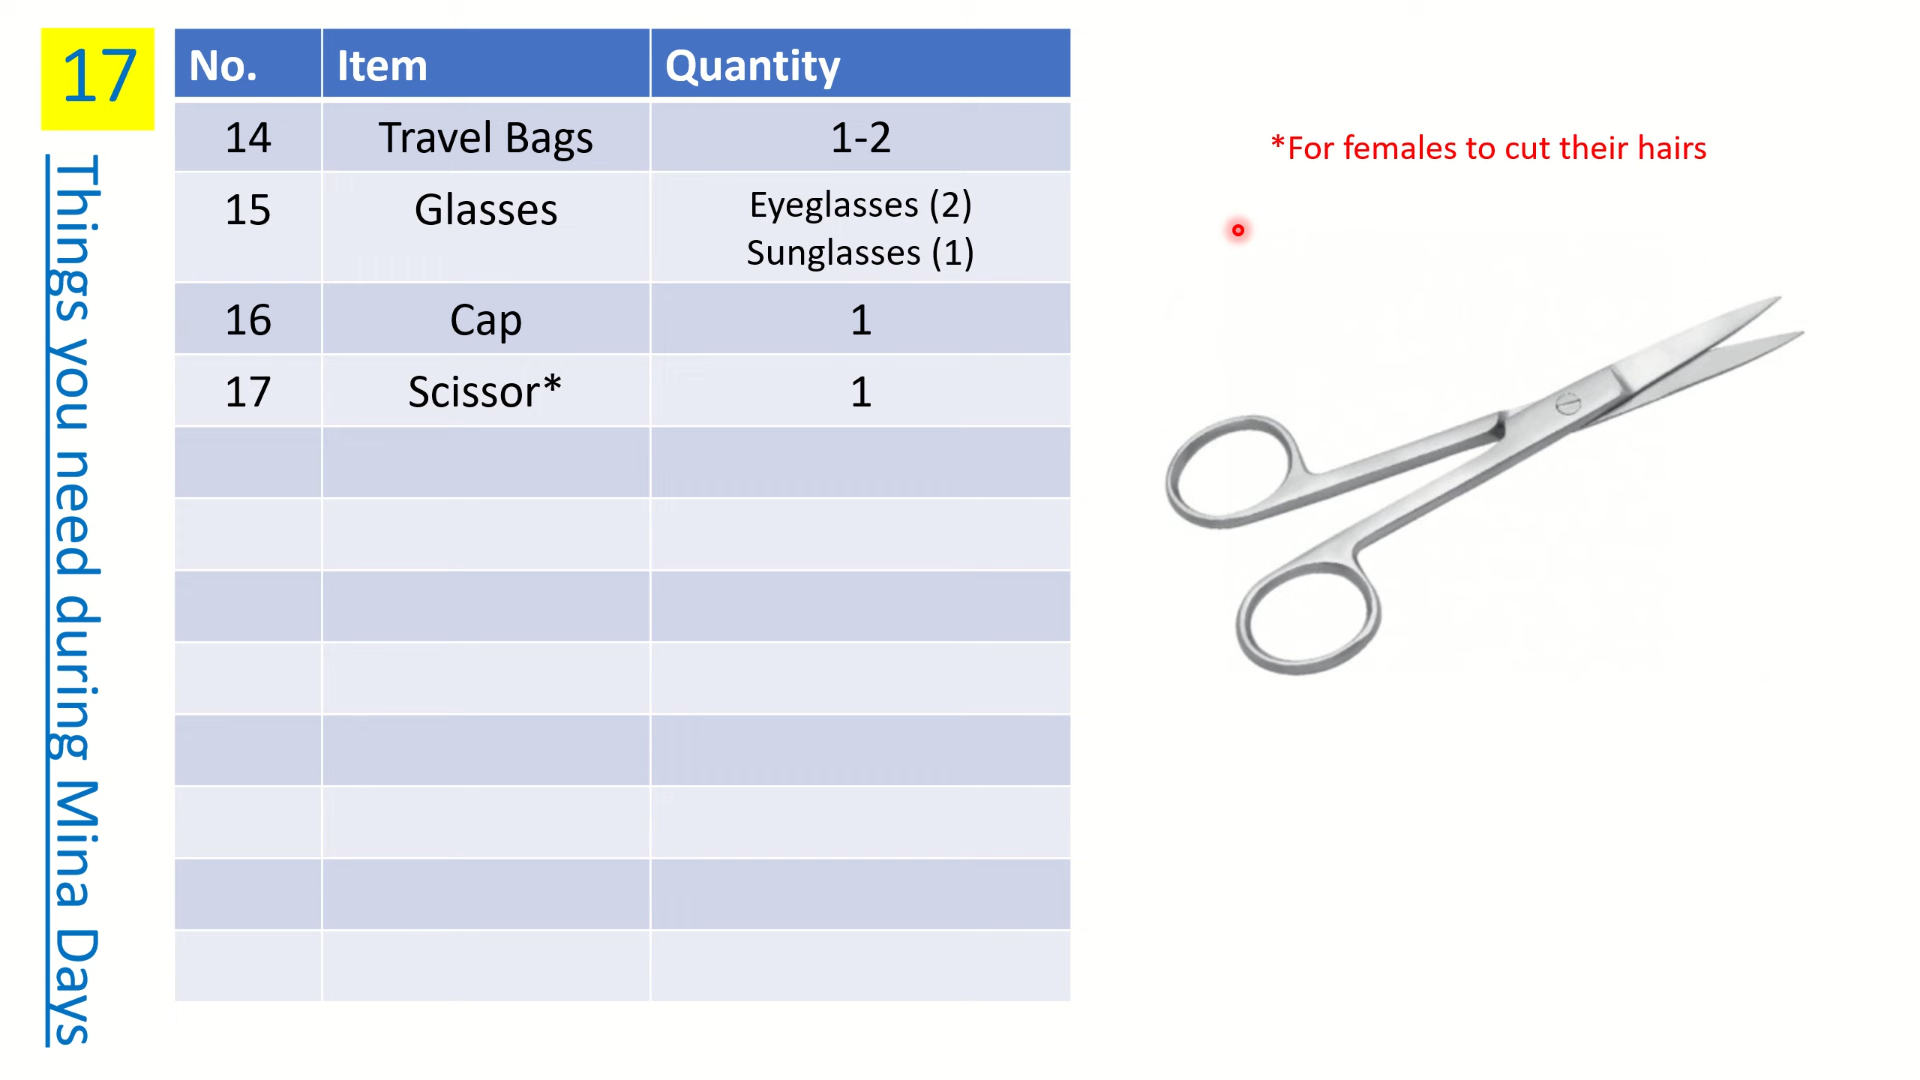 17
Things you need during Mina Days
No. Item Quantity
14 Travel Bags 1-2
15 Glasses Eyeglasses (2)
Sunglasses (1)
16 Cap 1
17 Scissor* 1
*For females to cut their hairs